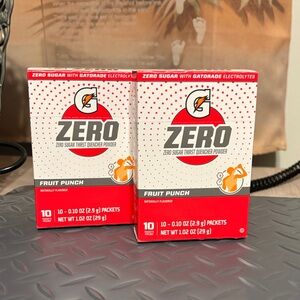 ZERO SUGAR WITH GATORADE ELECTROLYTES
G
ZERO
ZERO SUGAR THIRST QUENCHER POWDER
FRUIT PUNCH
NATURALLY FLAVORED
10
10 - 0.10 OZ (2.9 g) PACKETS
NET WT 1.02 OZ (29 g)
ZERO SUGAR WITH GATORADE ELECTROLYTES
G
ZERO
ZERO SUGAR THIRST QUENCHER POWDER
FRUIT PUNCH
NATURALLY FLAVORED
10
10 - 0.10 OZ (2.9 g) PACKETS
NET WT 1.02 OZ (29 g)